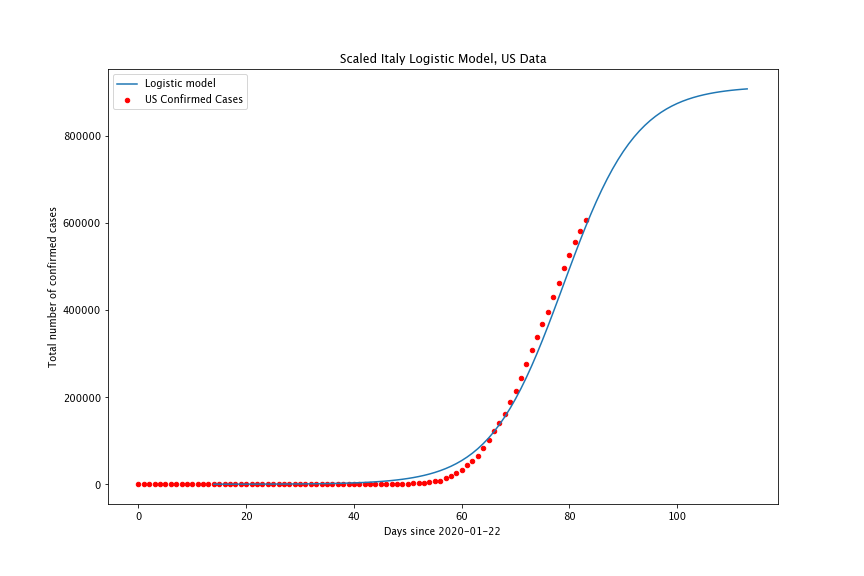 Scaled Italy Logistic Model, US Data
Logistic model
US Confirmed Cases
Total number of confirmed cases
800000
600000
400000
200000
0
0 20 40 60 80 100
Days since 2020-01-22